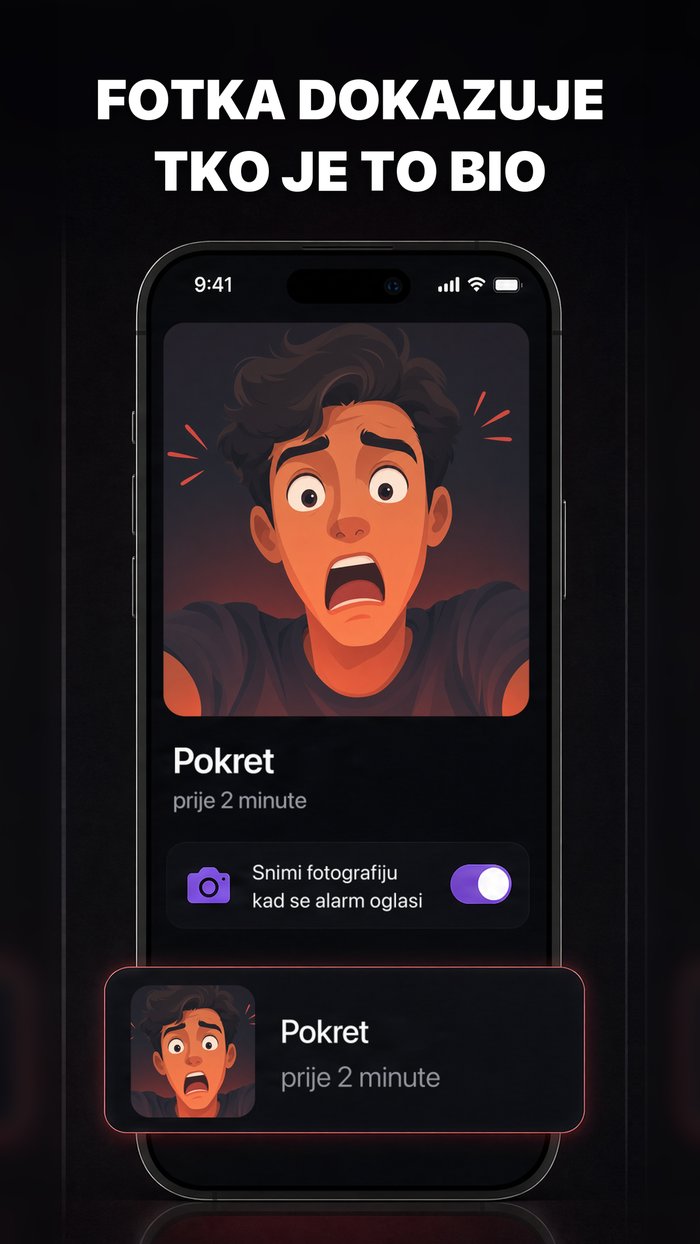 FOTKA DOKAZUJE
TKO JE TO BIO
9:41
Pokret
prije 2 minute
Snimi fotografiju
kad se alarm oglasi
Pokret
prije 2 minute